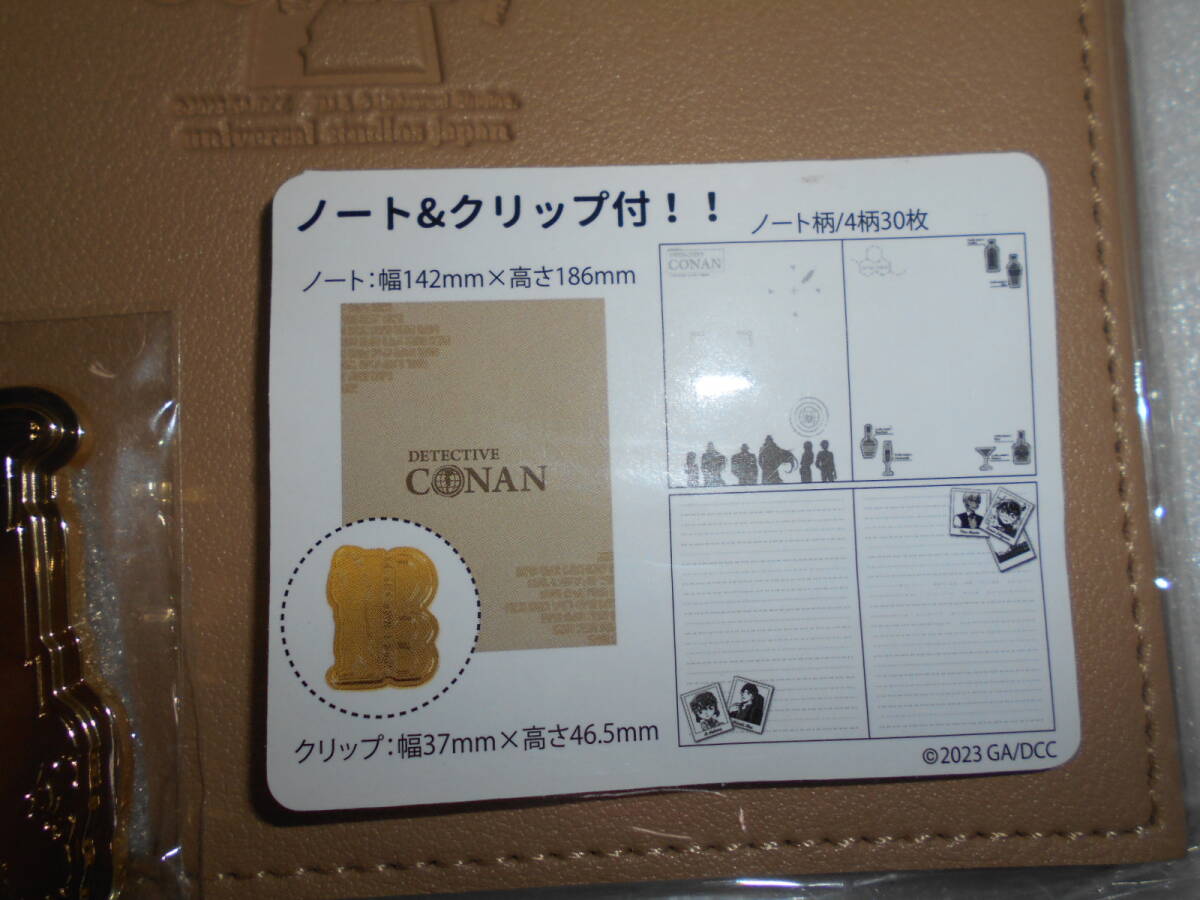 universal studios japan
ノート&クリップ付！！
ノート柄/4柄30枚
ノート：幅142mm×高さ186mm
DETECTIVE
CONAN
DETECTIVE
CONAN
クリップ：幅37mm×高さ46.5mm
©2023 GA/DCC